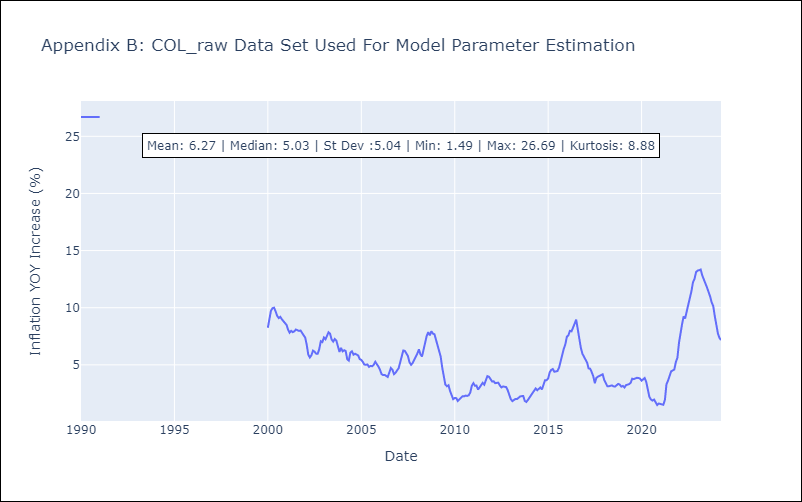 Appendix B: COL_raw Data Set Used For Model Parameter Estimation
Mean: 6.27 | Median: 5.03 | St Dev :5.04 | Min: 1.49 | Max: 26.69 | Kurtosis: 8.88
Inflation YOY Increase (%)
25
20
15
10
5
1990 1995 2000 2005 2010 2015 2020
Date